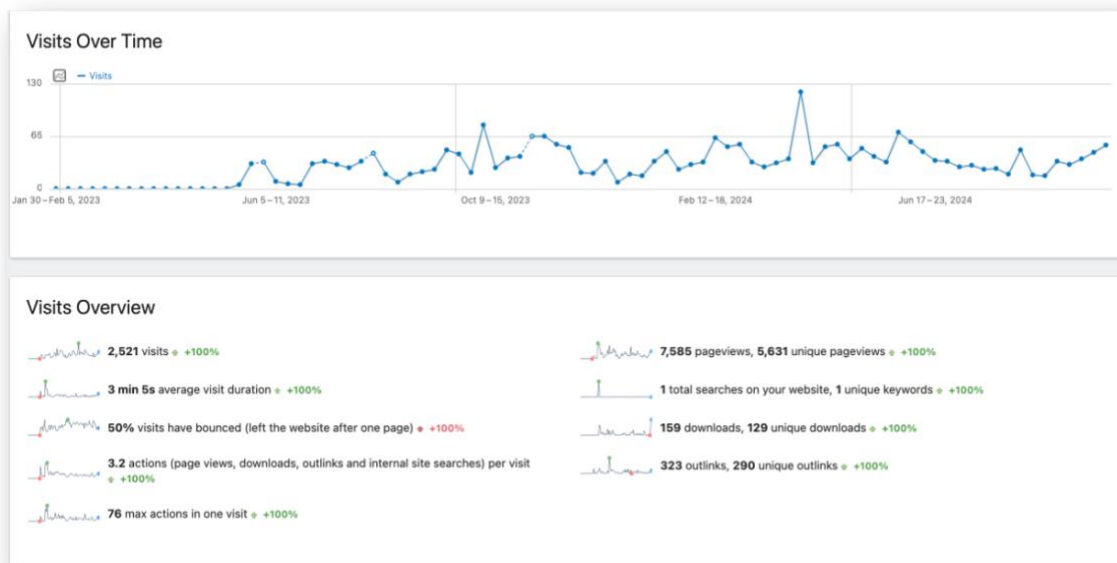 Visits Over Time
Visits
130
65
0
Jan 30–Feb 5, 2023
Jun 5–11, 2023
Oct 9–15, 2023
Feb 12–18, 2024
Jun 17–23, 2024
Visits Overview
2,521 visits +100%
3 min 5s average visit duration +100%
50% visits have bounced (left the website after one page) +100%
3.2 actions (page views, downloads, outlinks and internal site searches) per visit
+100%
76 max actions in one visit +100%
7,585 pageviews, 5,631 unique pageviews +100%
1 total searches on your website, 1 unique keywords +100%
159 downloads, 129 unique downloads +100%
323 outlinks, 290 unique outlinks +100%